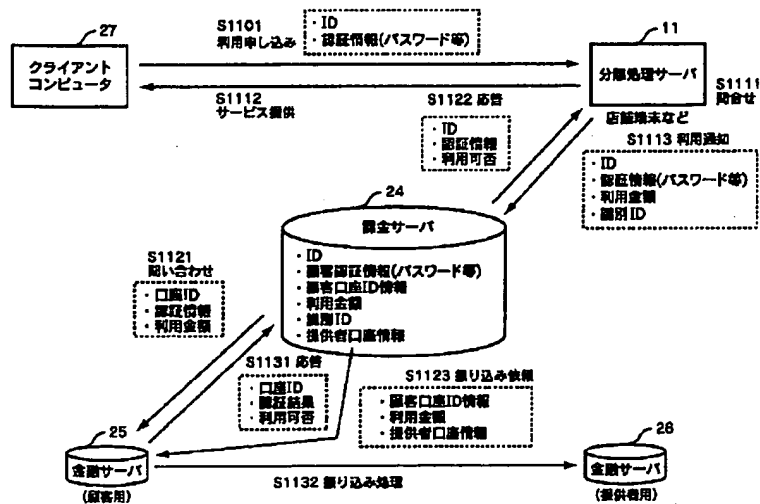 27
クライアント
コンピュータ
S1101
利用申し込み
・ID
・認証情報(パスワード等)
11
分離処理サーバ
S1111
問合せ
店舗端末など
S1112
サービス提供
S1122 応答
・ID
・認証情報
・利用可否
S1113 利用通知
・ID
・認証情報(パスワード等)
・利用金額
・識別ID
24
課金サーバ
・ID
・顧客認証情報(パスワード等)
・顧客口座ID情報
・利用金額
・識別ID
・提供者口座情報
S1121
問い合わせ
・口座ID
・認証情報
・利用金額
S1131 応答
・口座ID
・認証結果
・利用可否
S1123 振り込み依頼
・顧客口座ID情報
・利用金額
・提供者口座情報
25
金融サーバ
(顧客用)
S1132 振り込み処理
26
金融サーバ
(提供者用)